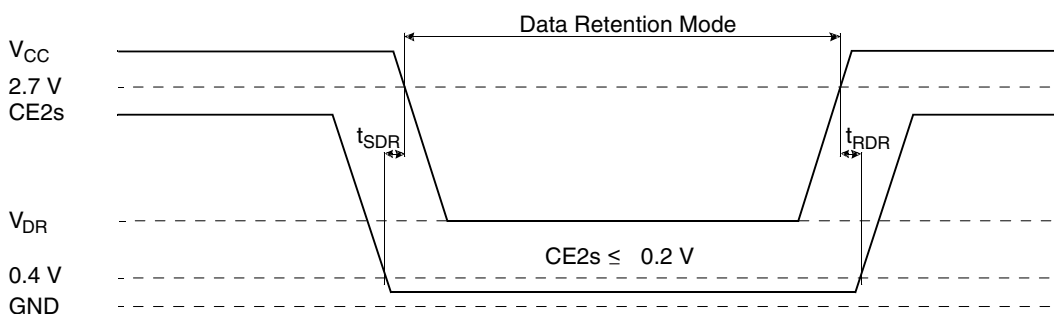 Data Retention Mode
VCC
2.7 V
CE2s
tSDR
tRDR
VDR
CE2s ≤ 0.2 V
0.4 V
GND